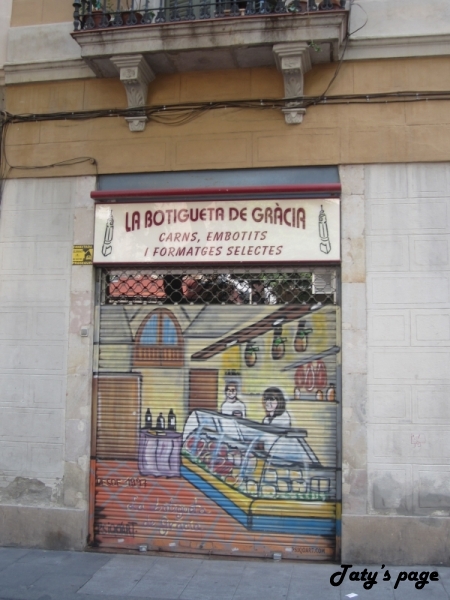 LA BOTIGUETA DE GRÀCIA
CARNS, EMBOTITS
I FORMATGES SELECTES
Taty's page